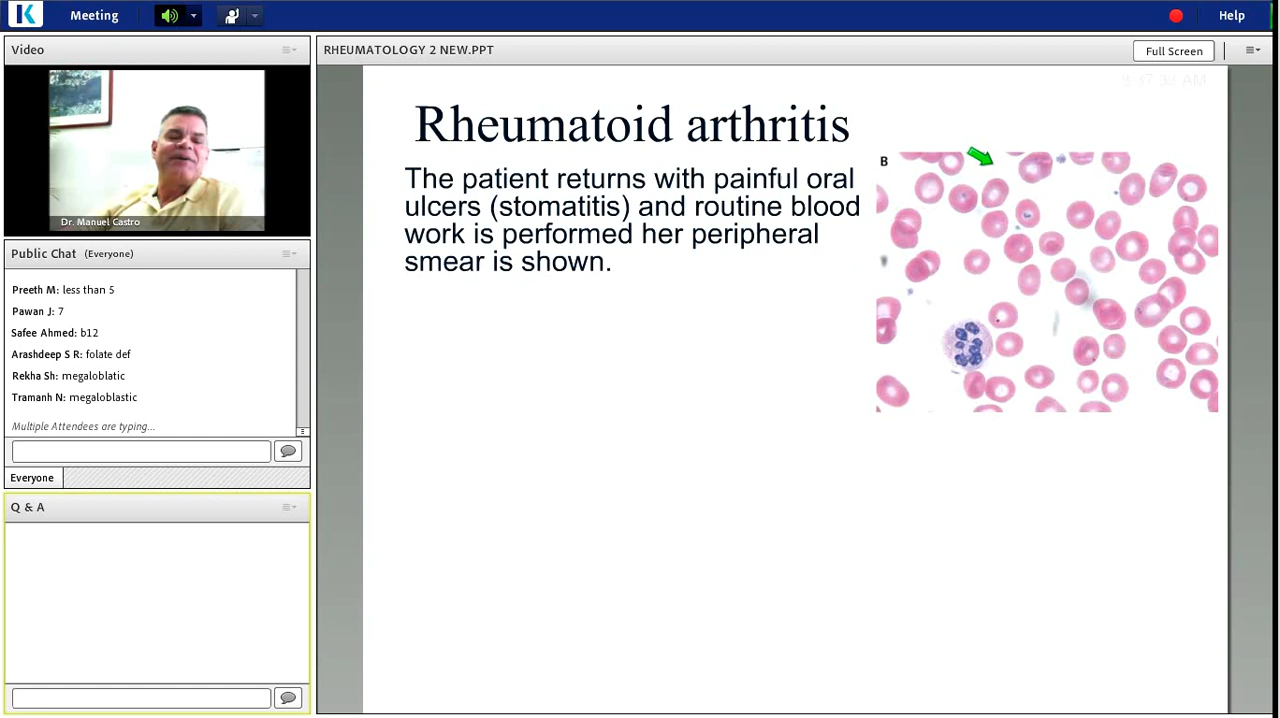 K
Meeting
Help
Video
Dr. Manuel Castro
Public Chat (Everyone)
Preeth M: less than 5
Pawan J: 7
Safee Ahmed: b12
Arashdeep S R: folate def
Rekha Sh: megaloblatic
Tramanh N: megaloblastic
Multiple Attendees are typing...
Everyone
Q & A
RHEUMATOLOGY 2 NEW.PPT
Full Screen
Rheumatoid arthritis
The patient returns with painful oral
ulcers (stomatitis) and routine blood
work is performed her peripheral
smear is shown.
B